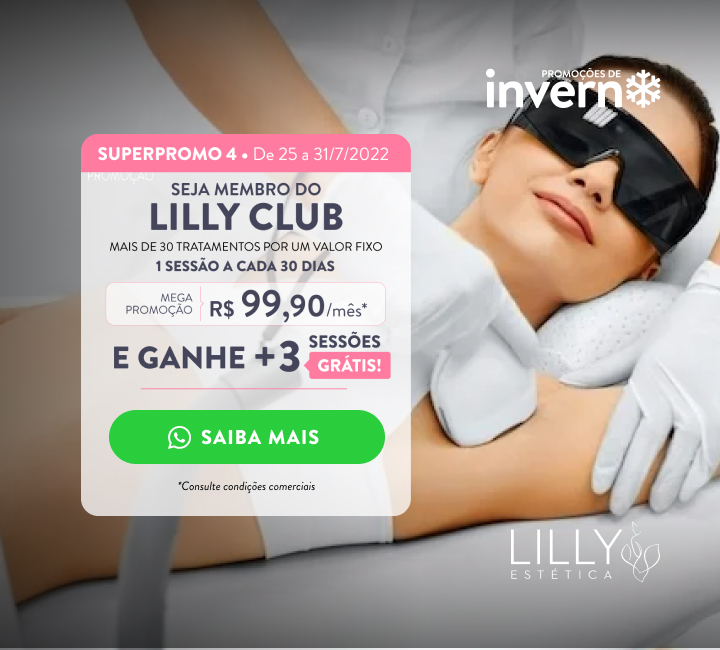 PROMOÇÕES DE
inverno
SUPERPROMO 4 • De 25 a 31/7/2022
PROMOÇÃO
SEJA MEMBRO DO
LILLY CLUB
MAIS DE 30 TRATAMENTOS POR UM VALOR FIXO
1 SESSÃO A CADA 30 DIAS
MEGA
PROMOÇÃO
R$ 99,90/mês*
E GANHE +3
SESSÕES
GRÁTIS!
SAIBA MAIS
*Consulte condições comerciais
LILLY
ESTÉTICA